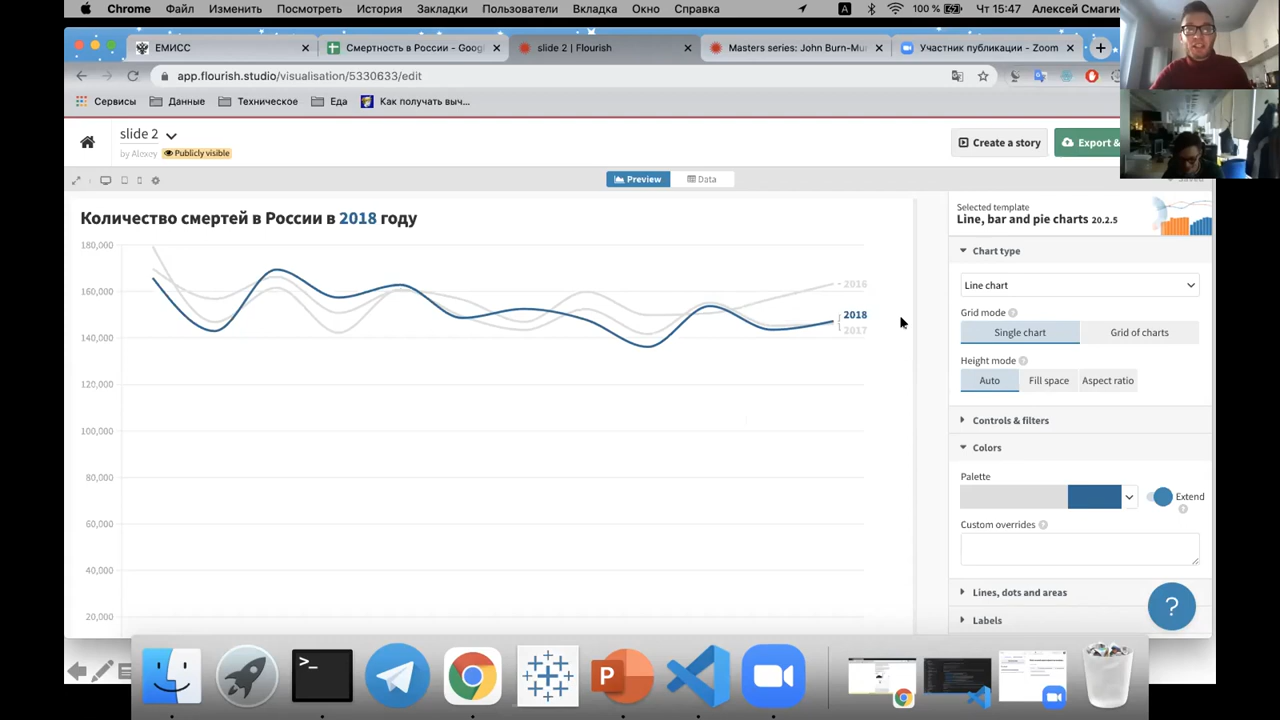 Chrome Файл Изменить Посмотреть История Закладки Пользователи Вкладка Окно Справка A 100 % Чт 15:47 Алексей Смагин
ЕМИСС Смертность в России - Googl slide 2 | Flourish Masters series: John Burn-Mu Участник публикации - Zoom
app.flourish.studio/visualisation/5330633/edit
Сервисы Данные Техническое Еда Как получать выч...
slide 2
by Alexey Publicly visible
Create a story Export &
Preview Data
Количество смертей в России в 2018 году
180,000
160,000
140,000
120,000
100,000
80,000
60,000
40,000
20,000
2016
2018
2017
Selected template
Line, bar and pie charts 20.2.5
Chart type
Line chart
Grid mode ?
Single chart Grid of charts
Height mode ?
Auto Fill space Aspect ratio
Controls & filters
Colors
Palette
Extend
?
Custom overrides ?
Lines, dots and areas
?
Labels
>_
P